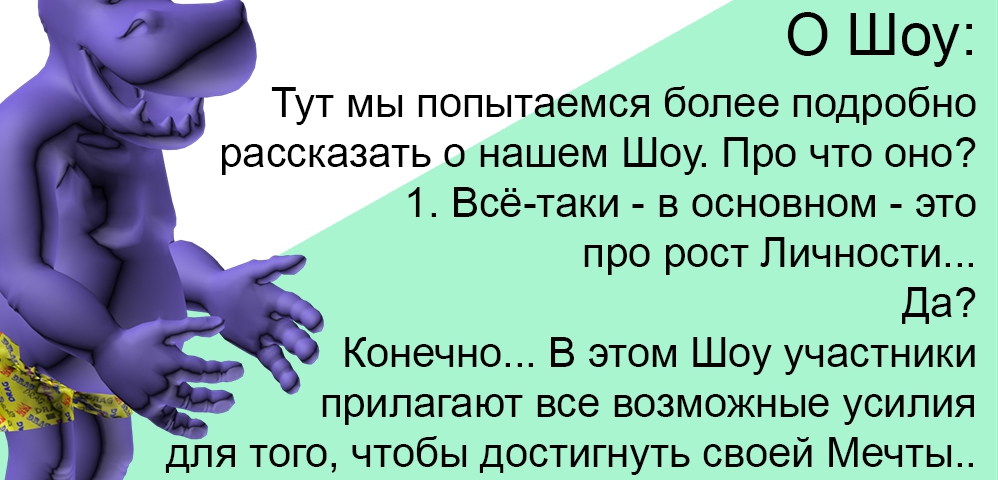 О Шоу:
Тут мы попытаемся более подробно
рассказать о нашем Шоу. Про что оно?
1. Всё-таки - в основном - это
про рост Личности...
Да?
Конечно... В этом Шоу участники
прилагают все возможные усилия
для того, чтобы достигнуть своей Мечты..